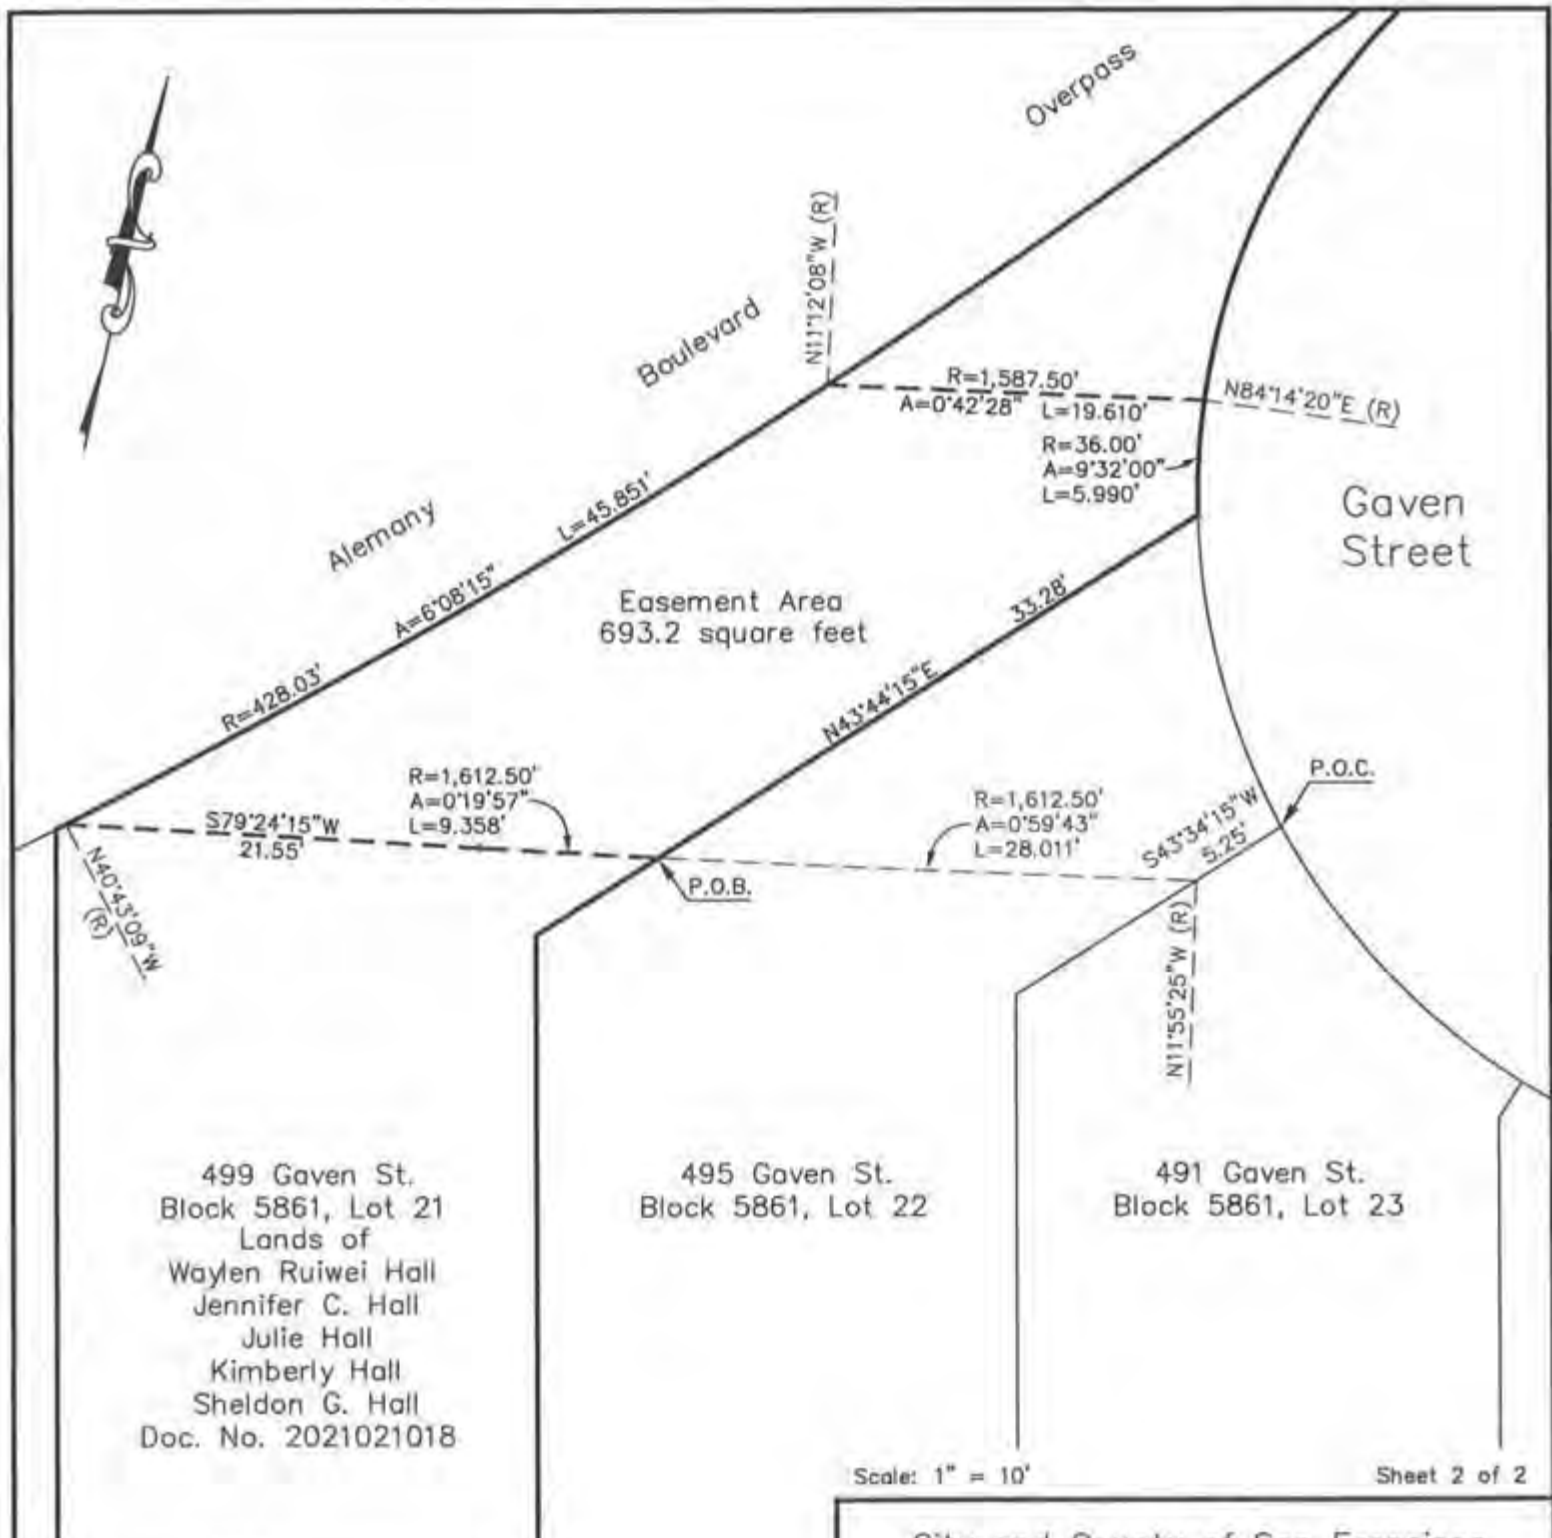 Overpass
N11°12'08"W (R)
Boulevard
R=1,587.50'
A=0°42'28" L=19.610'
N84°14'20"E (R)
R=36.00'
A=9°32'00"
L=5.990'
Gaven
Street
Alemany
L=45.851'
A=6°08'15"
R=428.03'
Easement Area
693.2 square feet
33.28'
N43°44'15"E
R=1,612.50'
A=0°19'57"
L=9.358'
S79°24'15"W
21.55'
R=1,612.50'
A=0°59'43"
L=28.011'
P.O.C.
S43°34'15"W
5.25'
P.O.B.
N40°43'09"W
(R)
N11°55'25"W (R)
499 Gaven St.
Block 5861, Lot 21
Lands of
Waylen Ruiwei Hall
Jennifer C. Hall
Julie Hall
Kimberly Hall
Sheldon G. Hall
Doc. No. 2021021018
495 Gaven St.
Block 5861, Lot 22
491 Gaven St.
Block 5861, Lot 23
Scale: 1" = 10'
Sheet 2 of 2
City and County of San Francisco